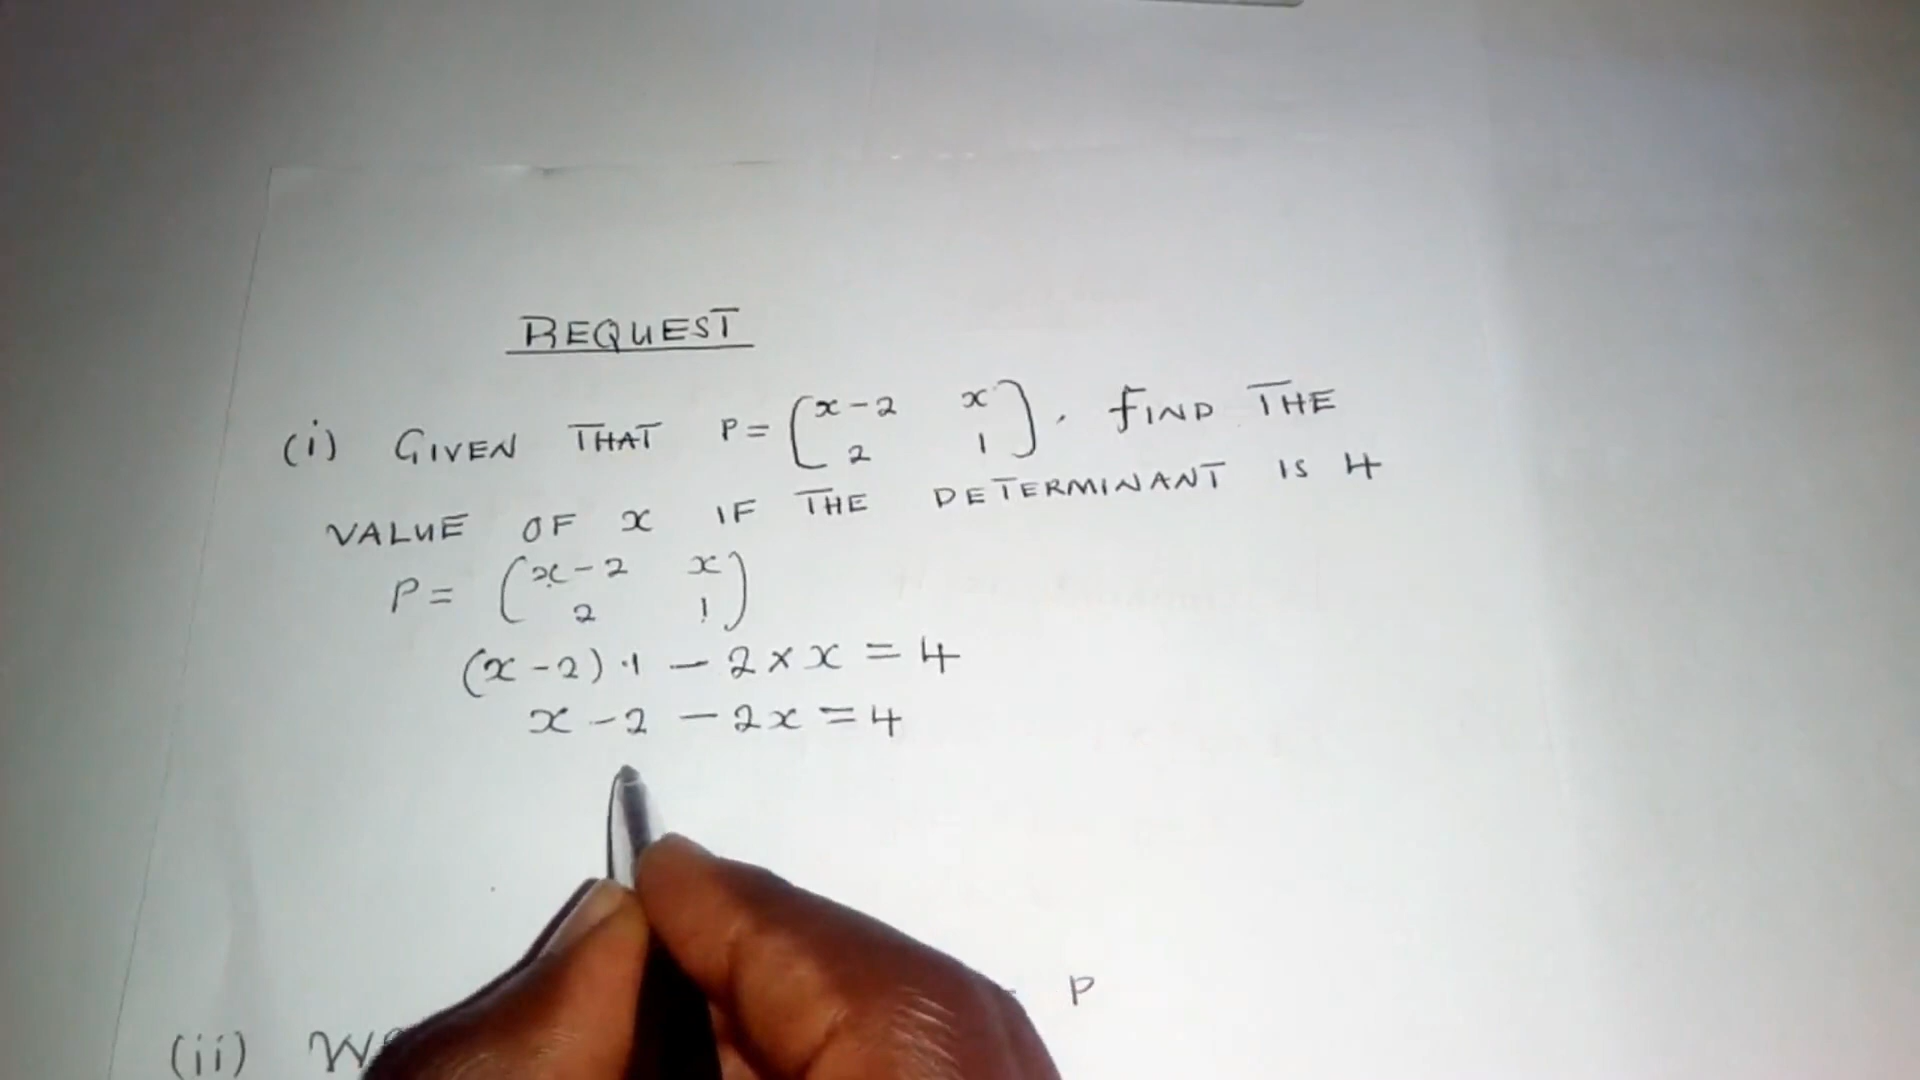 REQUEST
(i) GIVEN THAT P = (x-2 x
2 1). FIND THE
VALUE OF x IF THE DETERMINANT IS 4
P = (x-2 x
2 1)
(x-2)·1 - 2×x = 4
x - 2 - 2x = 4
P
(ii)